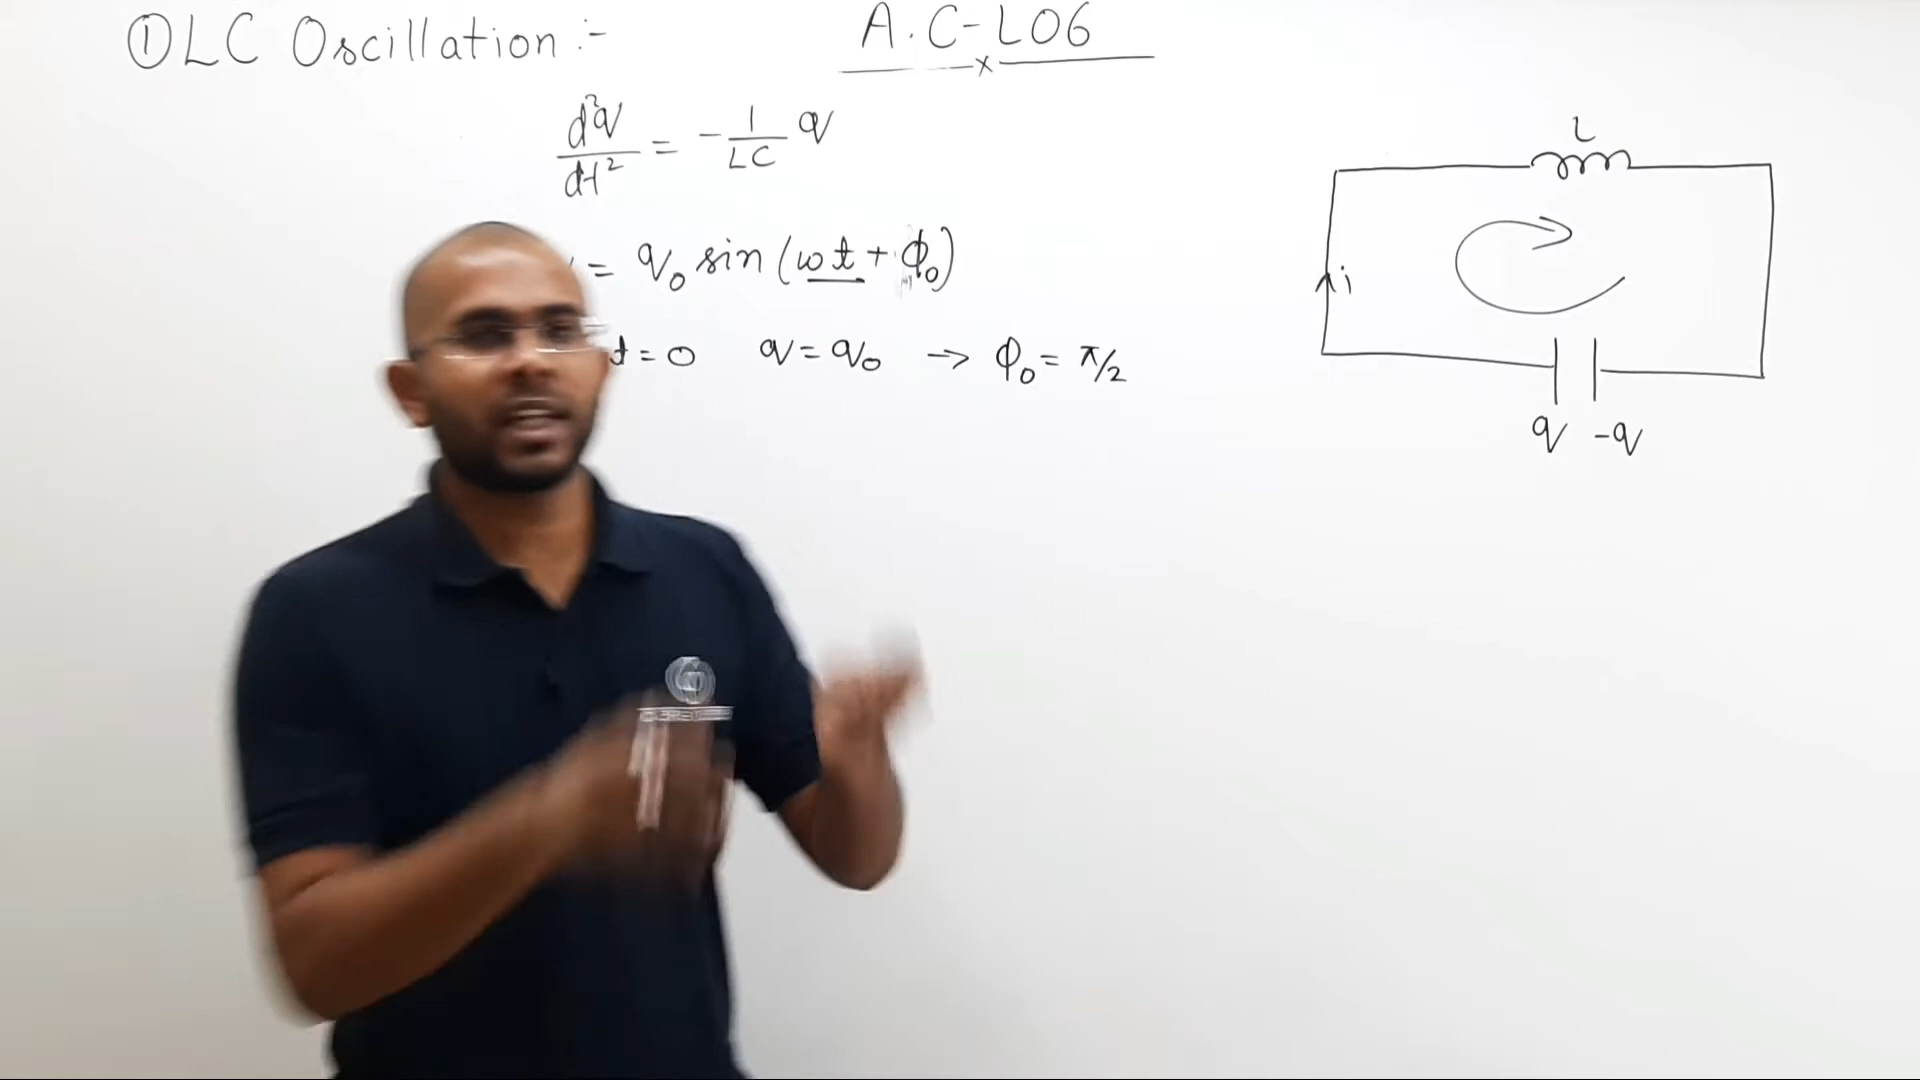 ① LC Oscillation :-
A.C-L06
d²q/dt² = -1/LC q
= q₀ sin (ωt + ϕ₀)
t = 0 q = q₀ → ϕ₀ = π/2
L
i
q -q